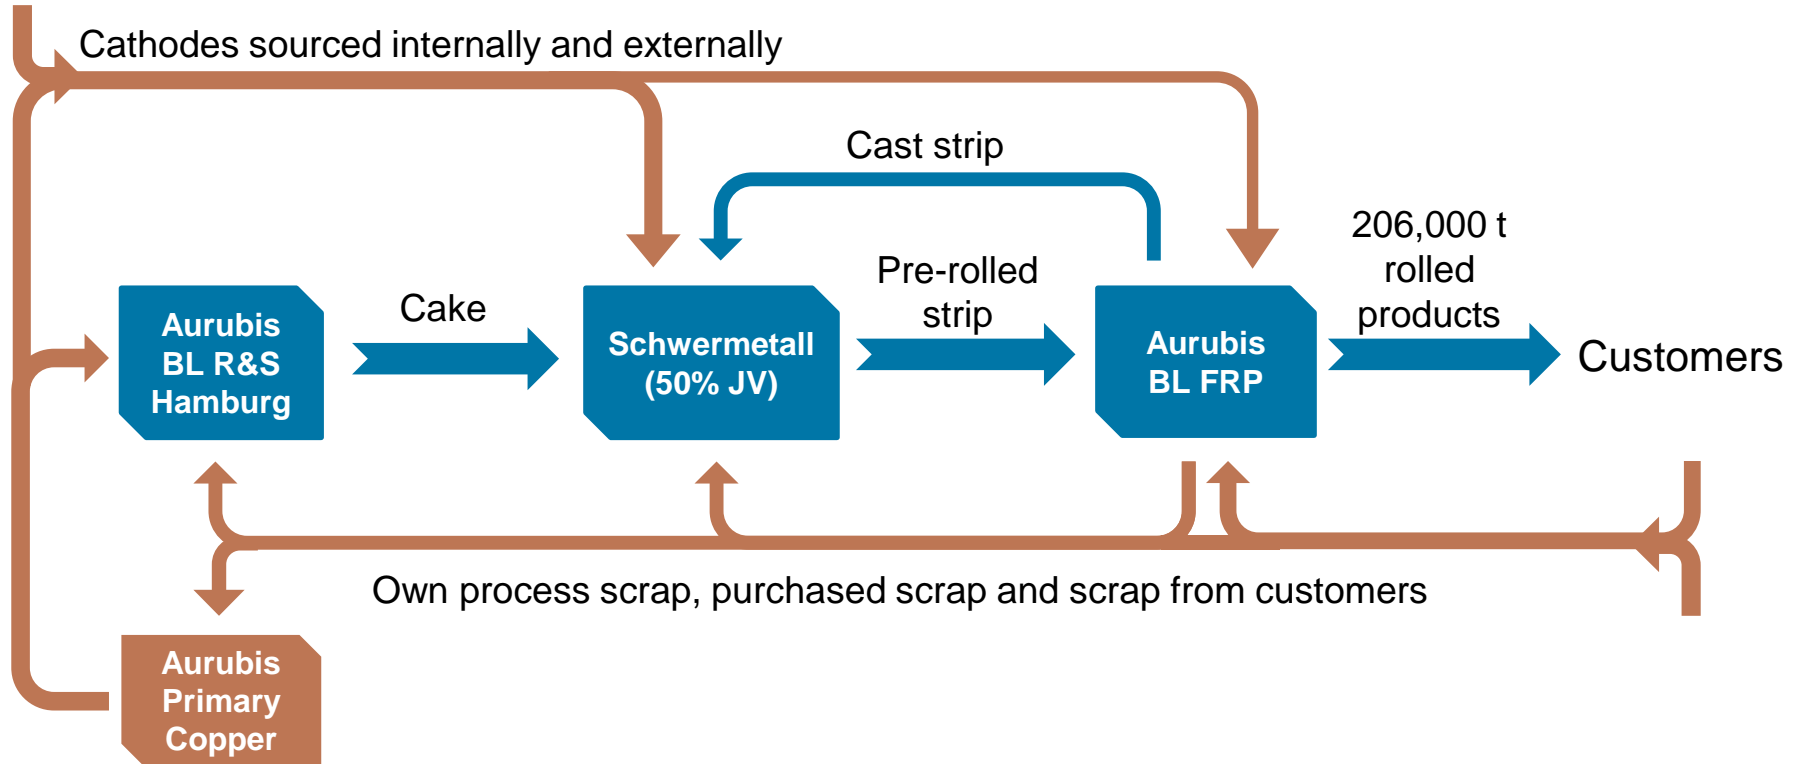 Cathodes sourced internally and externally
Cast strip
206,000 t
rolled
products
Pre-rolled
strip
Cake
Aurubis
BL R&S
Hamburg
Schwermetall
(50% JV)
Aurubis
BL FRP
Customers
Own process scrap, purchased scrap and scrap from customers
Aurubis
Primary
Copper